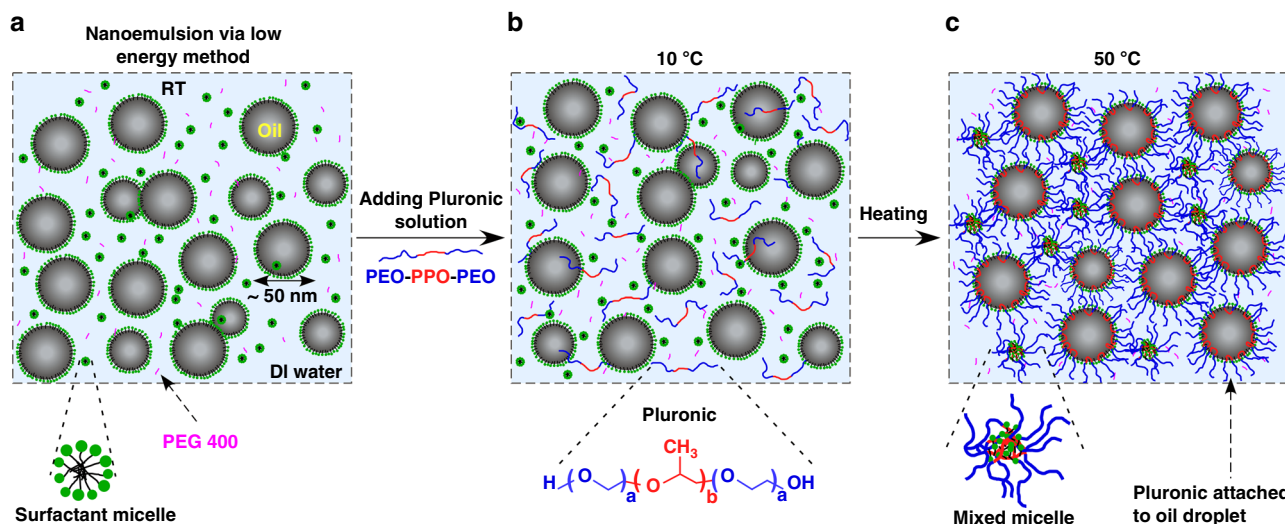 a
Nanoemulsion via low
energy method
RT
Oil
~ 50 nm
DI water
PEG 400
Surfactant micelle
Adding Pluronic
solution
PEO-PPO-PEO
b
10 °C
Pluronic
CH3
H(O)a(O)b(O)aOH
Heating
c
50 °C
Mixed micelle
Pluronic attached
to oil droplet